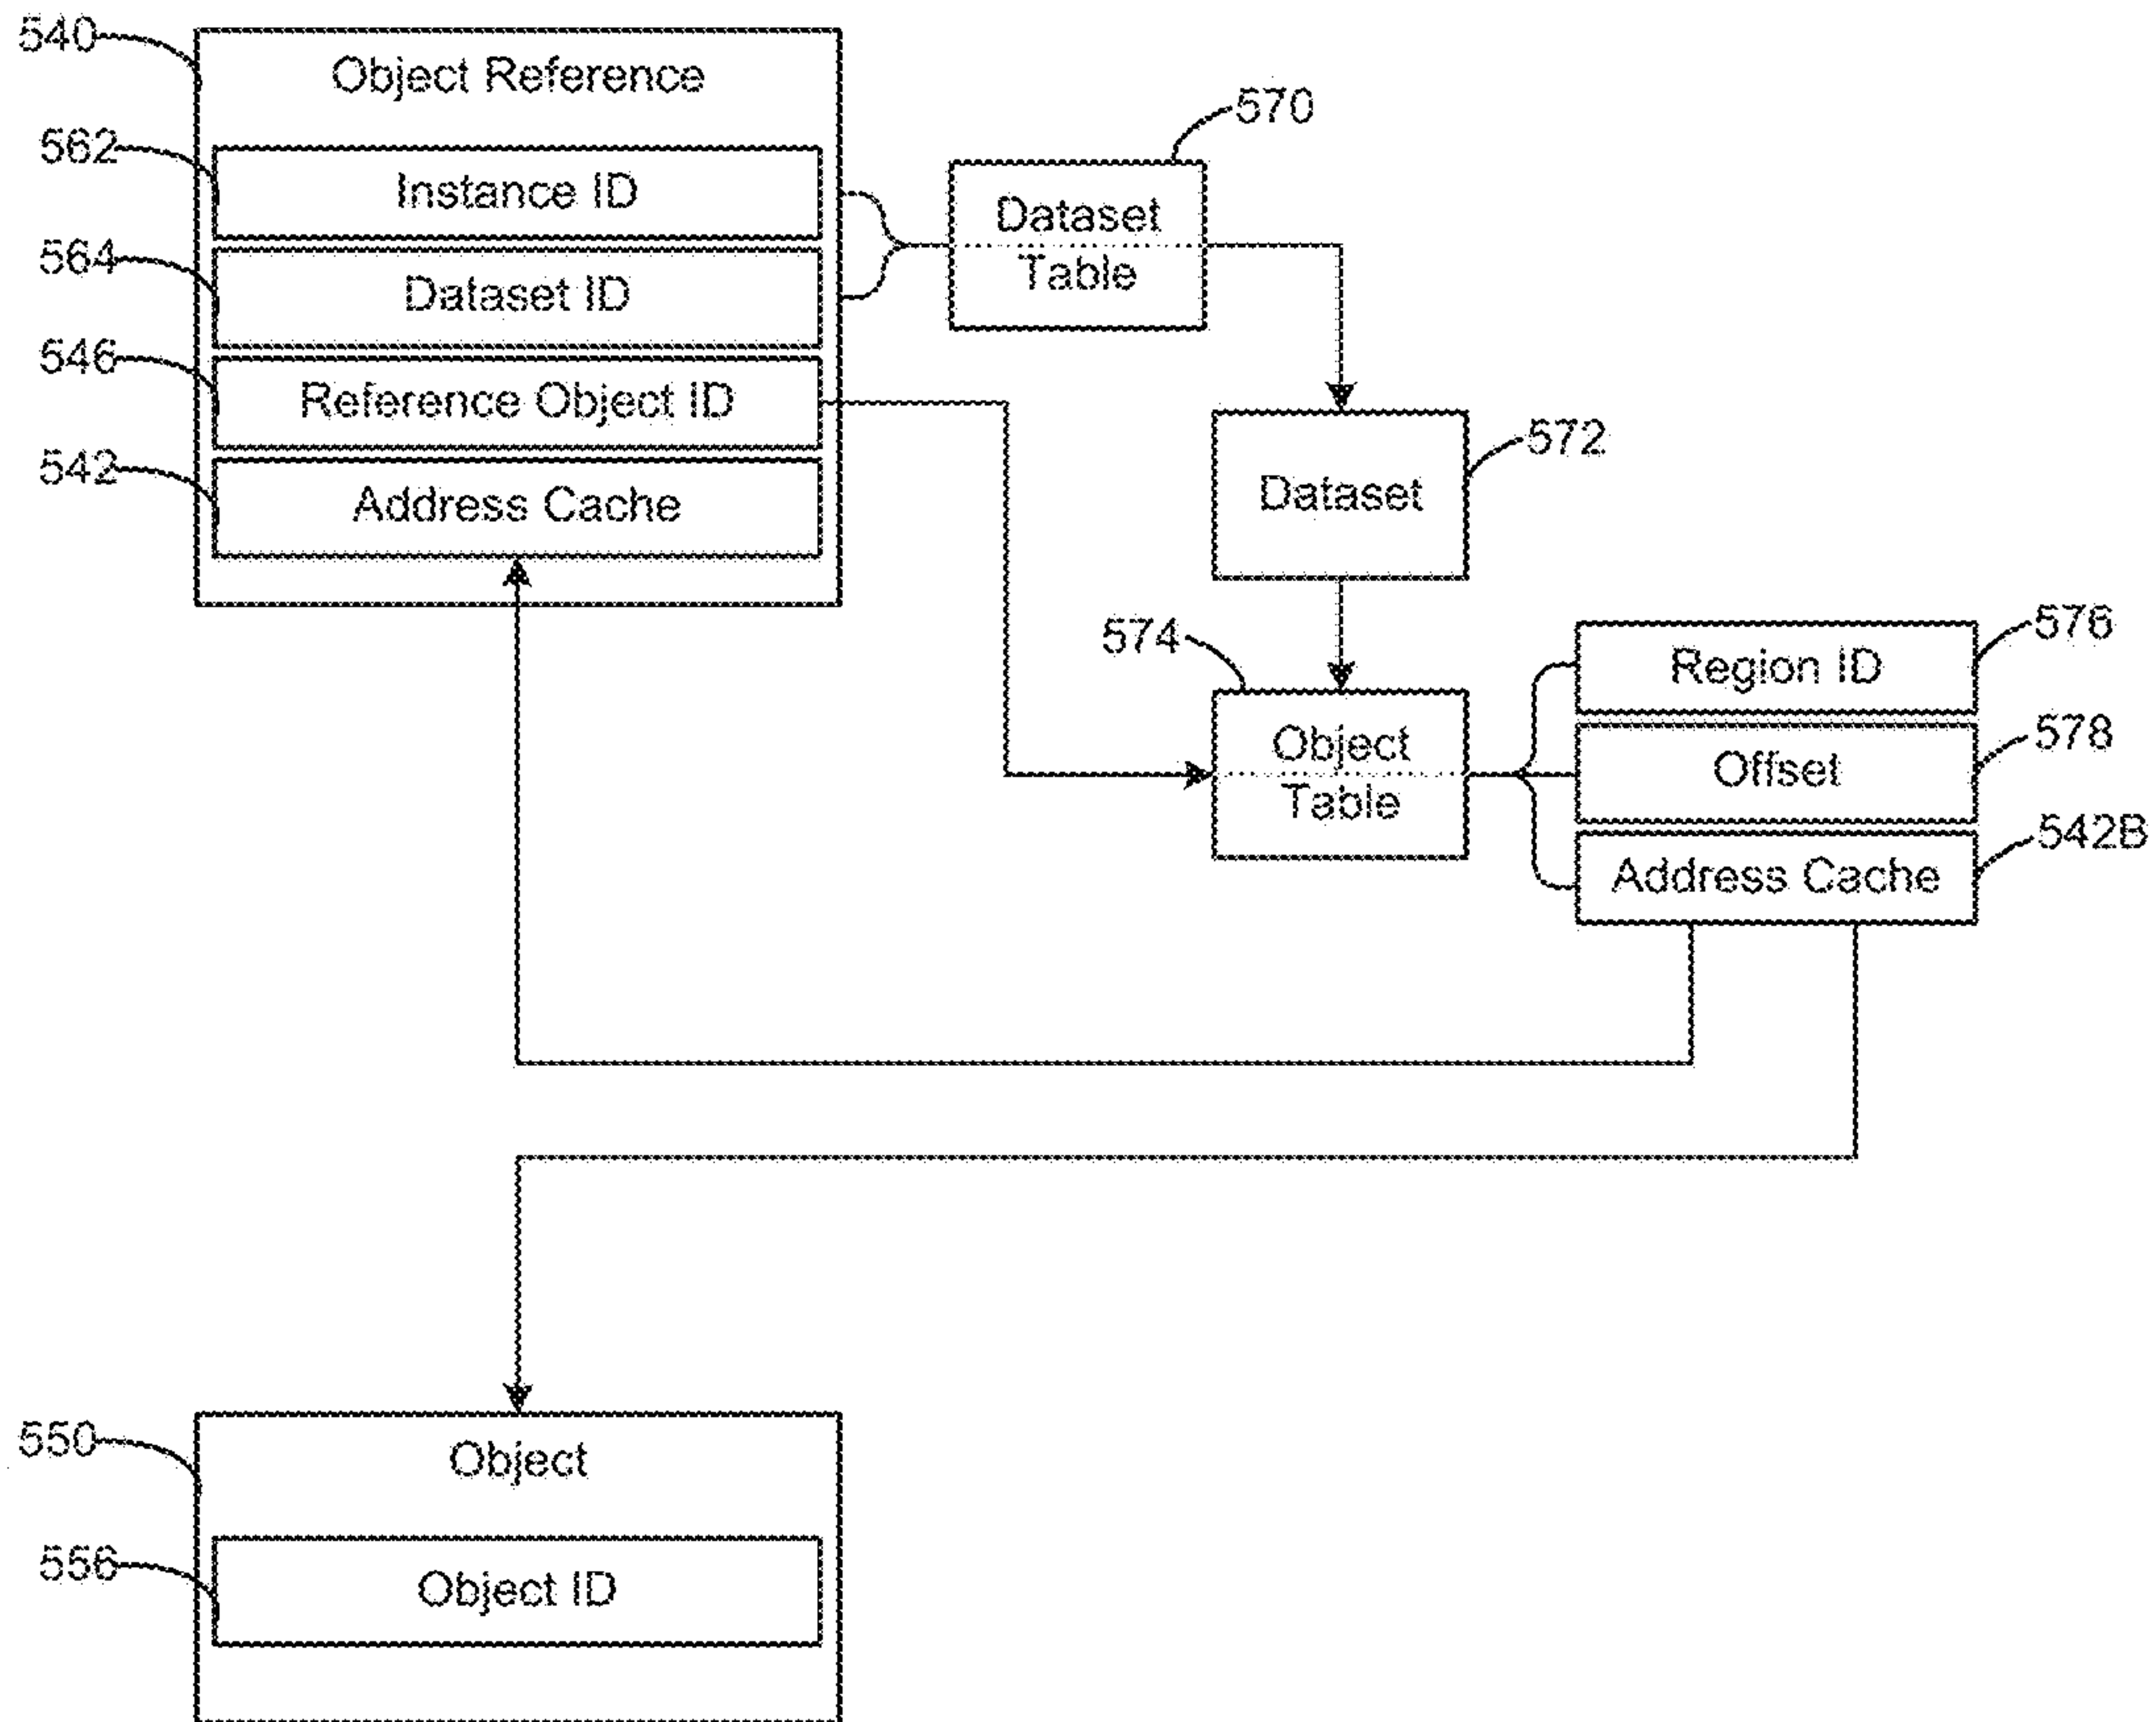 540
Object Reference
562
Instance ID
564
Dataset ID
546
Reference Object ID
542
Address Cache
570
Dataset
Table
572
Dataset
574
Object
Table
576
Region ID
578
Offset
542B
Address Cache
550
Object
556
Object ID